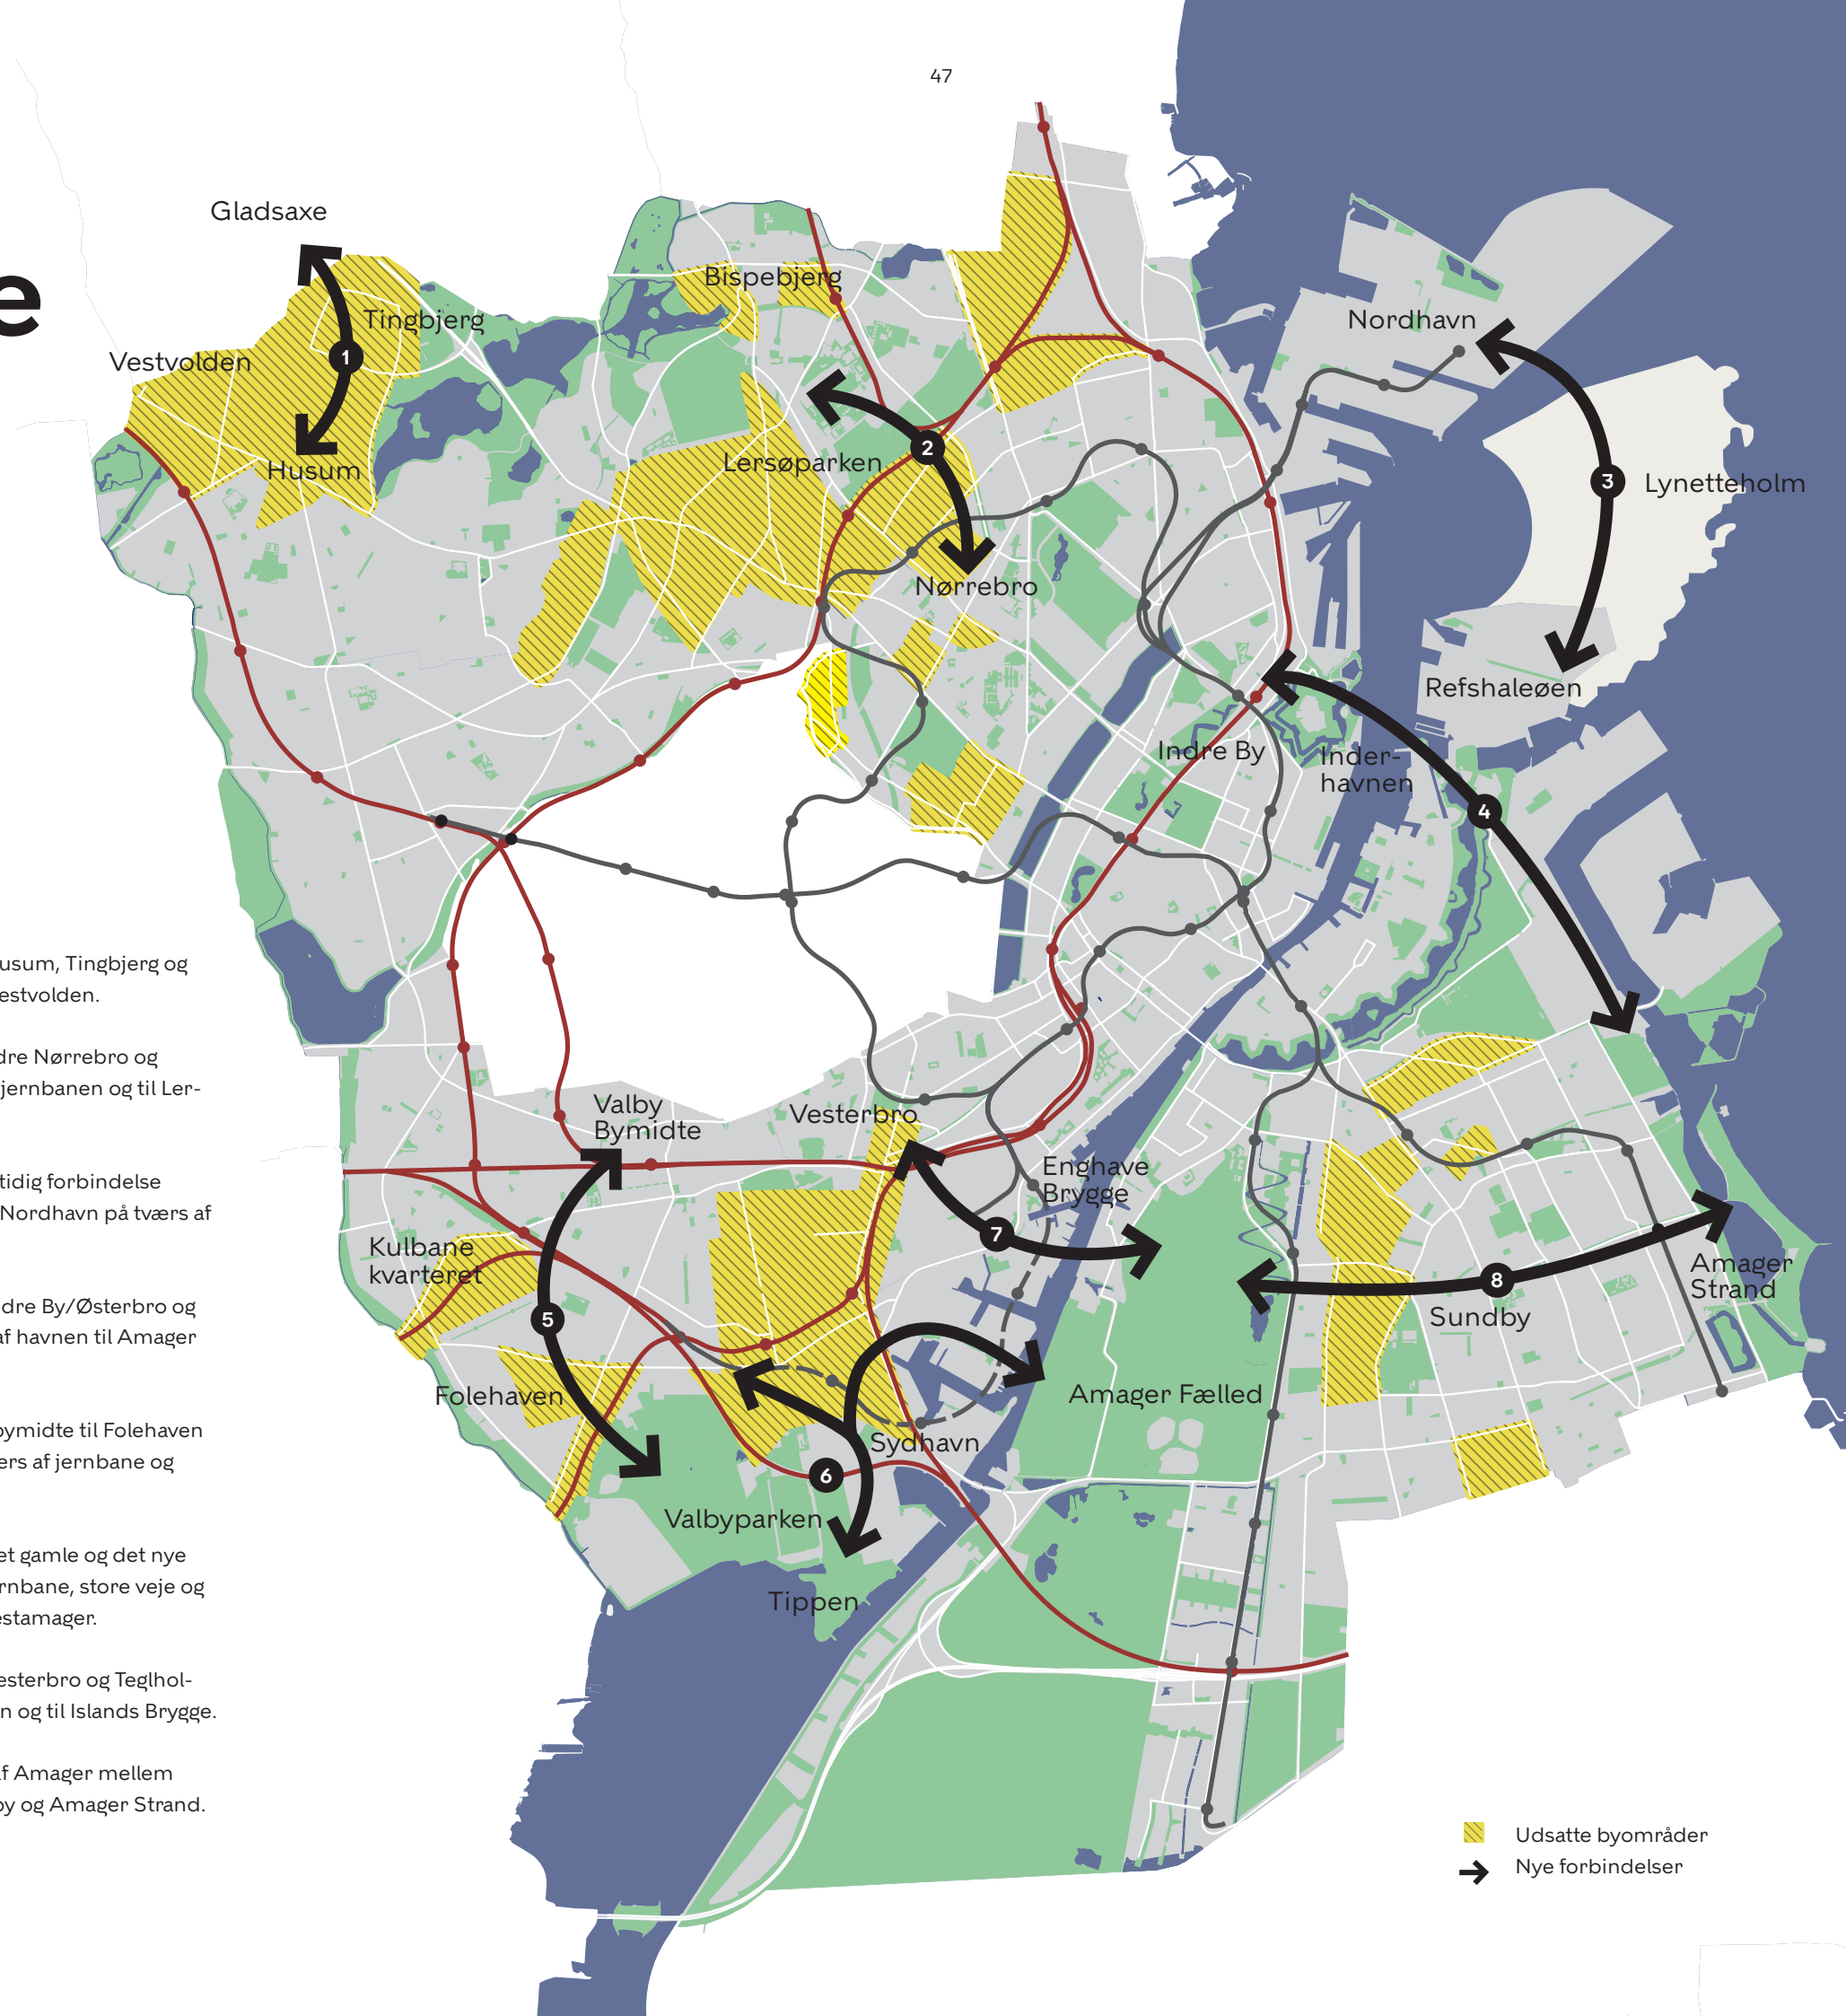 47
e
usum, Tingbjerg og
estvolden.
dre Nørrebro og
jernbanen og til Ler-
tidig forbindelse
Nordhavn på tværs af
dre By/Østerbro og
af havnen til Amager
bymidte til Folehaven
ers af jernbane og
et gamle og det nye
rnbane, store veje og
estamager.
esterbro og Teglhol-
n og til Islands Brygge.
af Amager mellem
by og Amager Strand.
Gladsaxe
Bispebjerg
Tingbjerg
Nordhavn
Vestvolden
1
2
Lersøparken
Husum
3
Lynetteholm
Nørrebro
Refshaleøen
Indre By
Inder-
havnen
4
Valby
Bymidte
Vesterbro
Enghave
Brygge
7
Kulbane
kvarteret
8
Amager
Strand
5
Sundby
Folehaven
Amager Fælled
Sydhavn
6
Valbyparken
Tippen
Udsatte byområder
Nye forbindelser